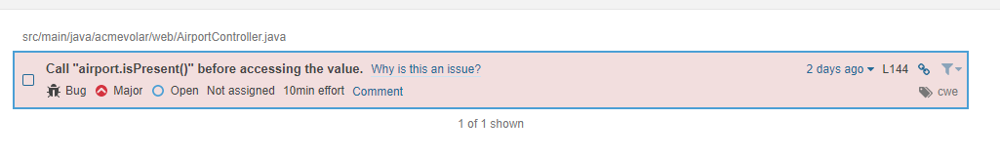 src/main/java/acmevolar/web/AirportController.java
Call "airport.isPresent()" before accessing the value. Why is this an issue? 2 days ago L144
Bug Major Open Not assigned 10min effort Comment cwe
1 of 1 shown